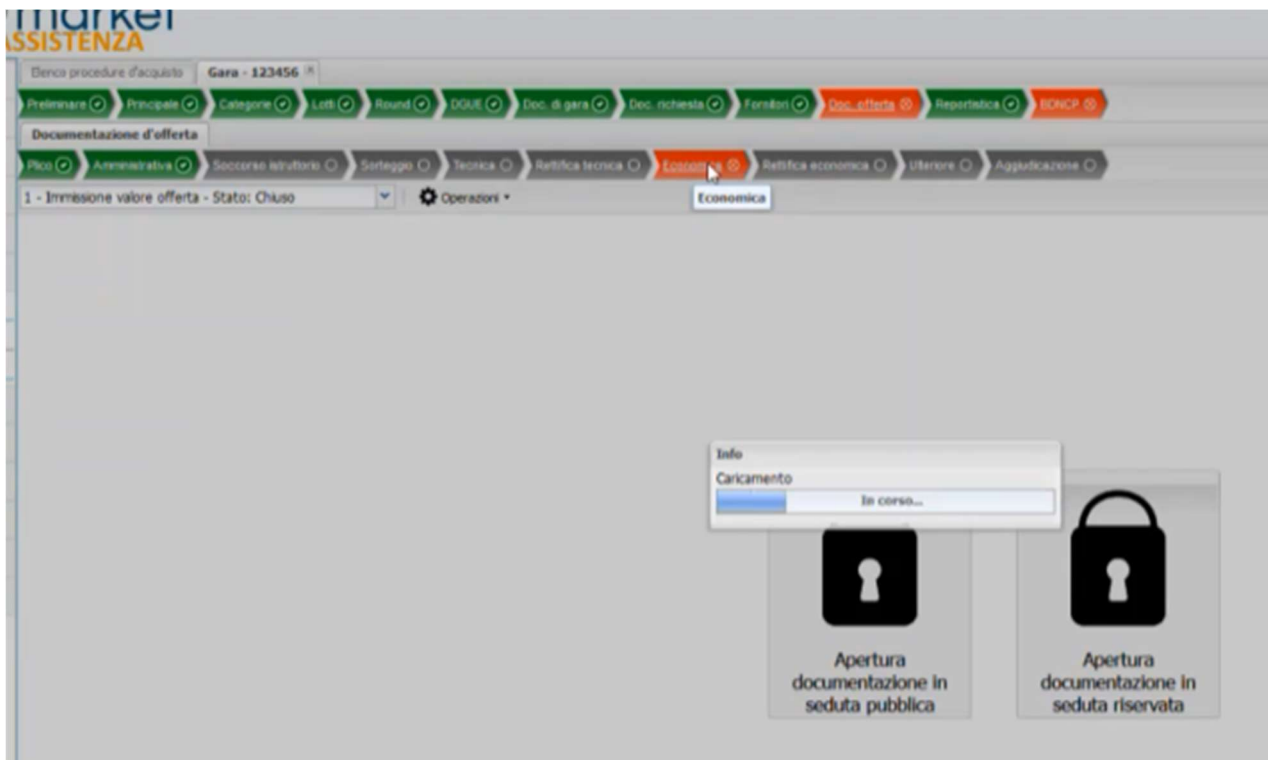 market
ASSISTENZA
Elenco procedure d'acquisto Gara - 123456
Preliminare Principale Categorie Lotti Round DGUE Doc. di gara Doc. richiesta Fornitori Doc. offerta Reportistica BDNCP
Documentazione d'offerta
Plico Amministrativa Soccorso istruttorio Sorteggio Tecnica Rettifica tecnica Economica Rettifica economica Ulteriore Aggiudicazione
1 - Immissione valore offerta - Stato: Chiuso Operazioni
Economica
Info
Caricamento
In corso...
Apertura
documentazione in
seduta pubblica
Apertura
documentazione in
seduta riservata